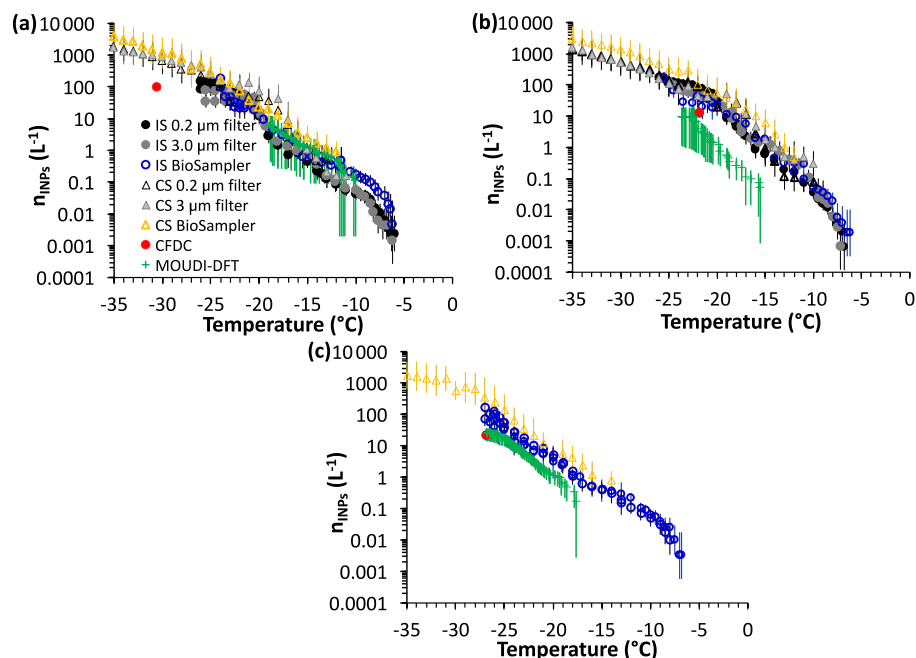 (a)
10 000
1000
100
10
1
0.1
0.01
0.001
0.0001
n_INPs (L⁻¹)
IS 0.2 µm filter
IS 3.0 µm filter
IS BioSampler
CS 0.2 µm filter
CS 3 µm filter
CS BioSampler
CFDC
MOUDI-DFT
-35 -30 -25 -20 -15 -10 -5 0
Temperature (°C)
(b)
10 000
1000
100
10
1
0.1
0.01
0.001
0.0001
n_INPs (L⁻¹)
-35 -30 -25 -20 -15 -10 -5 0
Temperature (°C)
(c)
10 000
1000
100
10
1
0.1
0.01
0.001
0.0001
n_INPs (L⁻¹)
-35 -30 -25 -20 -15 -10 -5 0
Temperature (°C)